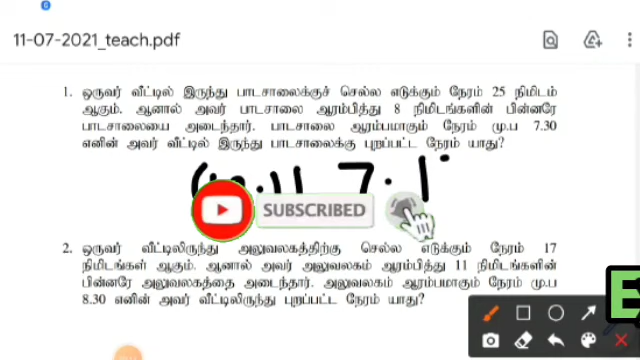 11-07-2021_teach.pdf
1. ஒருவர் வீட்டில் இருந்து பாடசாலைக்குச் செல்ல எடுக்கும் நேரம் 25 நிமிடம்
ஆகும். ஆனால் அவர் பாடசாலை ஆரம்பித்து 8 நிமிடங்களின் பின்னரே
பாடசாலையை அடைந்தார். பாடசாலை ஆரம்பமாகும் நேரம் மு.ப 7.30
எனின் அவர் வீட்டில் இருந்து பாடசாலைக்கு புறப்பட்ட நேரம் யாது?
7.1
SUBSCRIBED
2. ஒருவர் வீட்டிலிருந்து அலுவலகத்திற்கு செல்ல எடுக்கும் நேரம் 17
நிமிடங்கள் ஆகும். ஆனால் அவர் அலுவலகம் ஆரம்பித்து 11 நிமிடங்களின்
பின்னரே அலுவலகத்தை அடைந்தார். அலுவலகம் ஆரம்பமாகும் நேரம் மு.ப
8.30 எனின் அவர் வீட்டிலிருந்து புறப்பட்ட நேரம் யாது?
E